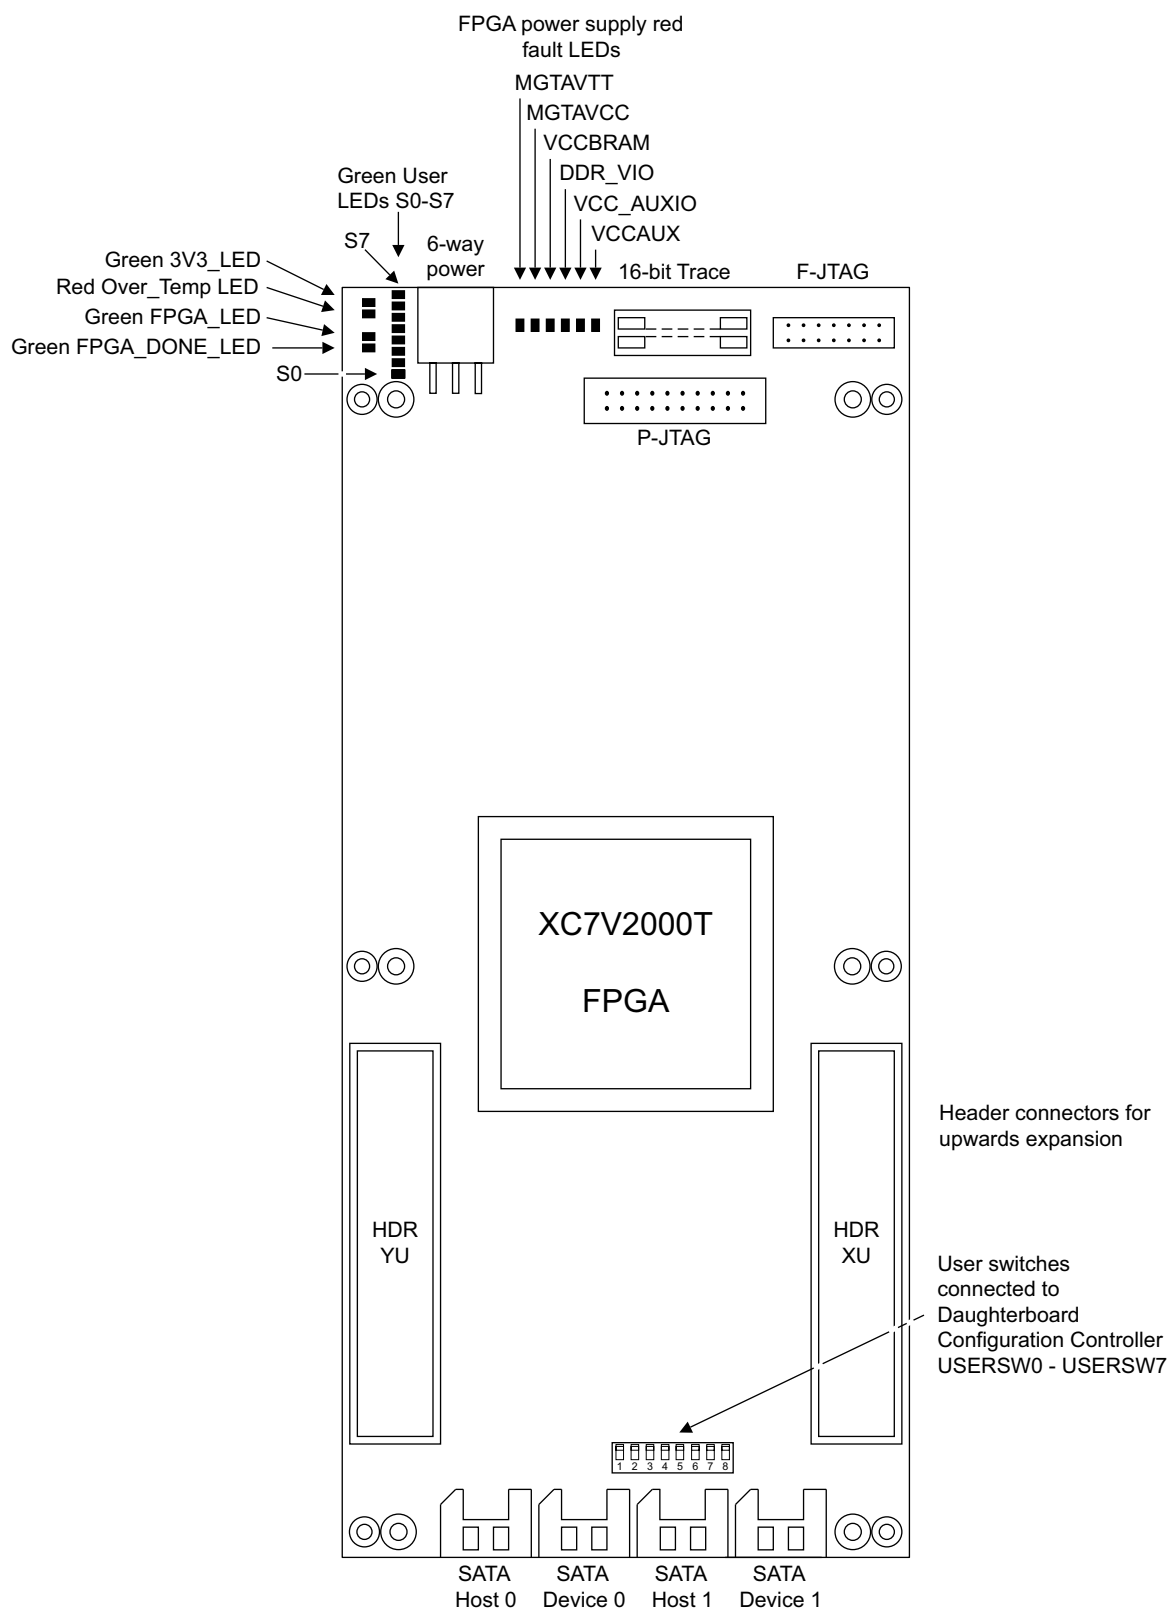 FPGA power supply red
fault LEDs
MGTAVTT
MGTAVCC
VCCBRAM
DDR_VIO
VCC_AUXIO
VCCAUX
Green User
LEDs S0-S7
S7
6-way
power
16-bit Trace
F-JTAG
Green 3V3_LED
Red Over_Temp LED
Green FPGA_LED
Green FPGA_DONE_LED
S0
P-JTAG
XC7V2000T
FPGA
Header connectors for
upwards expansion
HDR
YU
HDR
XU
User switches
connected to
Daughterboard
Configuration Controller
USERSW0 - USERSW7
1 2 3 4 5 6 7 8
SATA
Host 0
SATA
Device 0
SATA
Host 1
SATA
Device 1